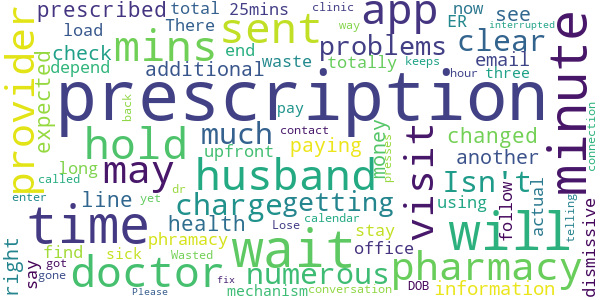 prescription
app
sent
mins
provider
minute
time
husband
wait
will
doctor
hold
may
visit
pharmacy
numerous
charge
getting
Isn't
much
clear
problems
health
line
prescribed
total
25mins
There
clinic
way
interrupted
load
check
depend
now
see
ER
keeps
email
end
waste
totally
three
hour
additional
expected
pay
back
contact
upfront
paying
money
changed
another
presses
long
called
dr
yet
Lose
calendar
using
follow
actual
telling
connection
dismissive
enter
phramacy
stay
office
find
sick
right
say
got
gone
Wasted
mechanism
fix
Please
conversation
DOB
information